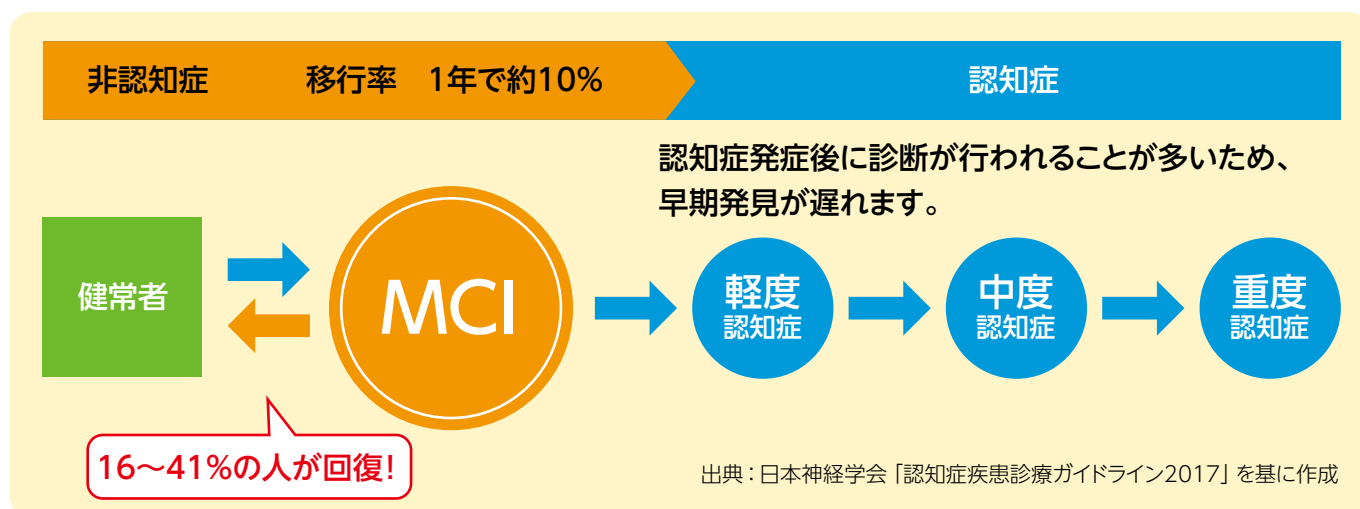 非認知症 移行率 1年で約10% 認知症
認知症発症後に診断が行われることが多いため、
早期発見が遅れます。
健常者
MCI
軽度
認知症
中度
認知症
重度
認知症
16〜41%の人が回復!
出典：日本神経学会「認知症疾患診療ガイドライン2017」を基に作成